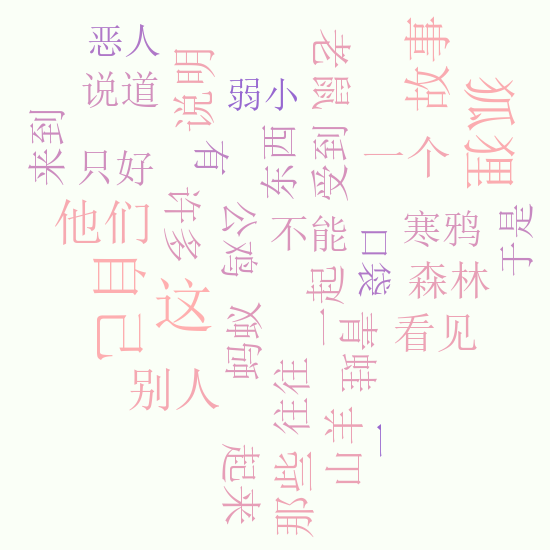 恶人
说道
说明
老鼠
故事
弱小
狐狸
来到
只好
有
东西
受到
一个
他们
许多
公鸡
不能
口袋
寒鸦
于是
自己
这
一起
森林
蚂蚁
青蛙
看见
别人
往往
山羊
一
起来
那些